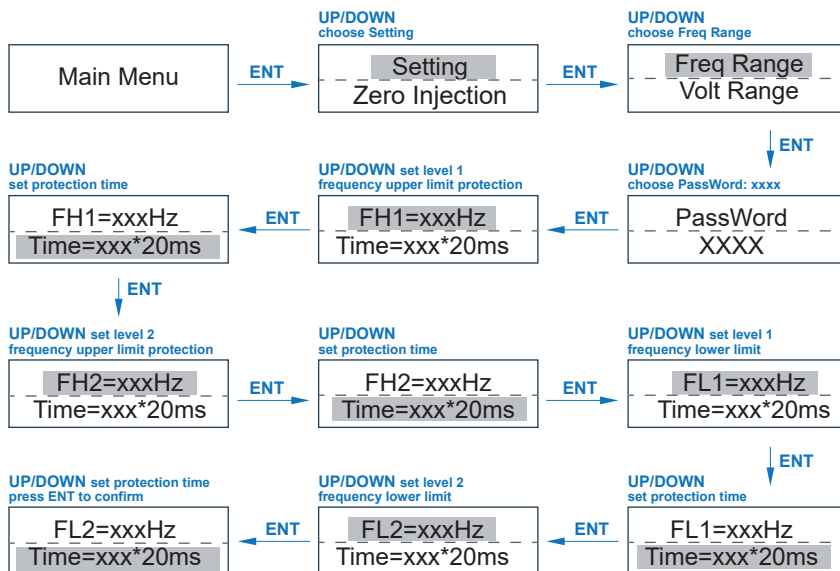 UP/DOWN
choose Setting
UP/DOWN
choose Freq Range
Main Menu
ENT
Setting
Zero Injection
ENT
Freq Range
Volt Range
ENT
UP/DOWN
set protection time
UP/DOWN set level 1
frequency upper limit protection
UP/DOWN
choose PassWord: xxxx
FH1=xxxHz
Time=xxx*20ms
ENT
FH1=xxxHz
Time=xxx*20ms
ENT
PassWord
XXXX
ENT
UP/DOWN set level 2
frequency upper limit protection
UP/DOWN
set protection time
UP/DOWN set level 1
frequency lower limit
FH2=xxxHz
Time=xxx*20ms
ENT
FH2=xxxHz
Time=xxx*20ms
ENT
FL1=xxxHz
Time=xxx*20ms
ENT
UP/DOWN set protection time
press ENT to confirm
UP/DOWN set level 2
frequency lower limit
UP/DOWN
set protection time
FL2=xxxHz
Time=xxx*20ms
ENT
FL2=xxxHz
Time=xxx*20ms
ENT
FL1=xxxHz
Time=xxx*20ms